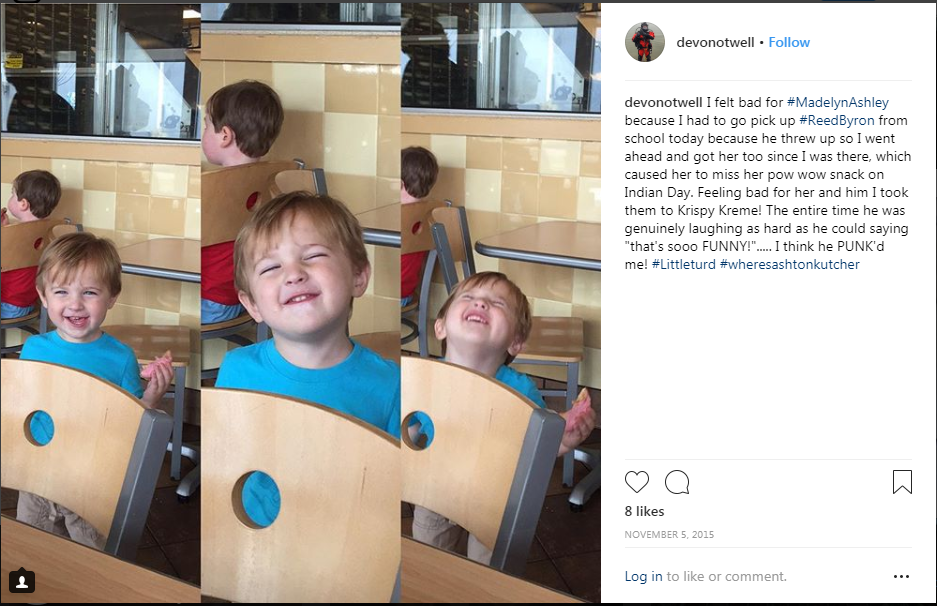 devonotwell • Follow
devonotwell I felt bad for #MadelynAshley
because I had to go pick up #ReedByron from
school today because he threw up so I went
ahead and got her too since I was there, which
caused her to miss her pow wow snack on
Indian Day. Feeling bad for her and him I took
them to Krispy Kreme! The entire time he was
genuinely laughing as hard as he could saying
"that's sooo FUNNY!"..... I think he PUNK'd
me! #Littleturd #wheresashtonkutcher
8 likes
NOVEMBER 5, 2015
Log in to like or comment.